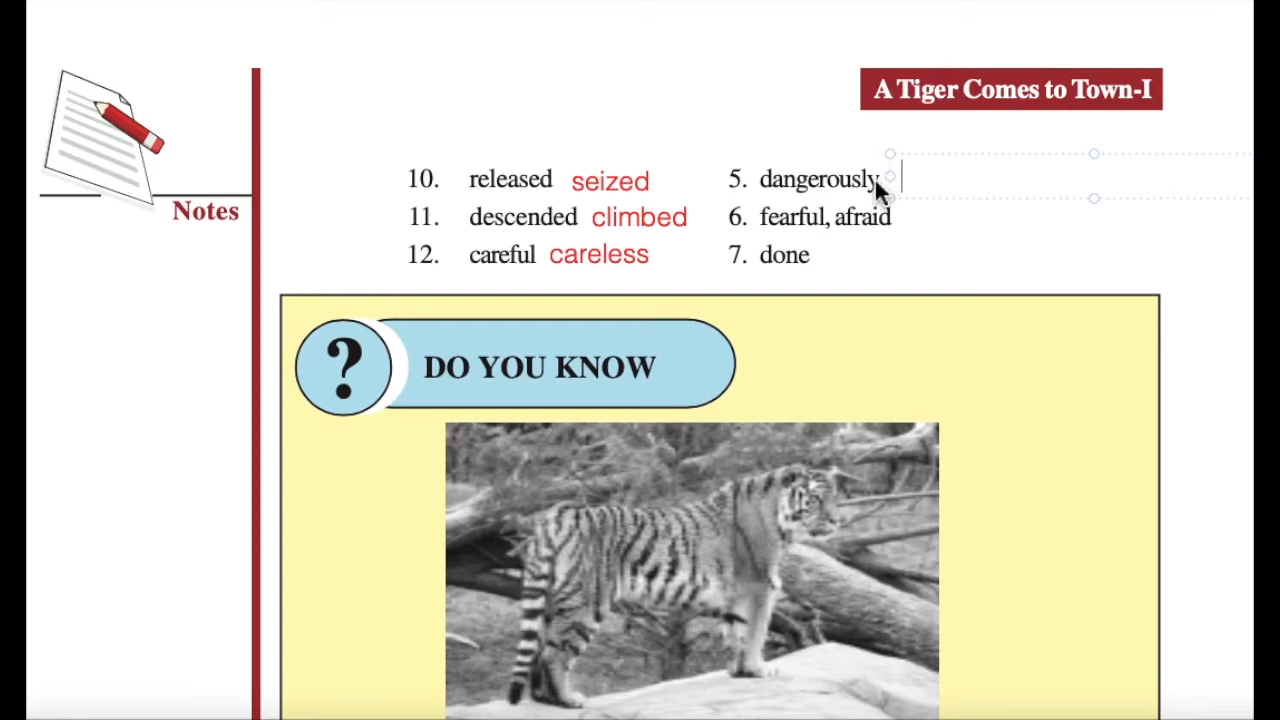 A Tiger Comes to Town-I
Notes
10. released seized
11. descended climbed
12. careful careless
5. dangerously
6. fearful, afraid
7. done
? DO YOU KNOW